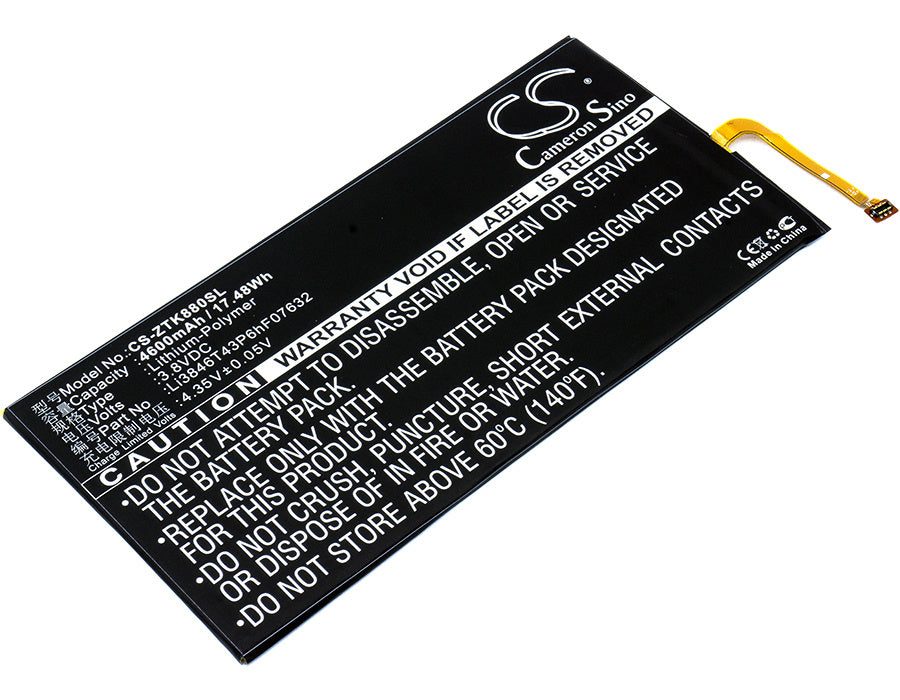 CS
Cameron Sino
型号Model No.:CS-ZTK880SL
容量Capacity : 4600mAh / 17.48Wh
规格Type : Lithium-Polymer
电压Volts : 3.8VDC
编号Part No : Li3846T43P6hF07632
充电限制电压: 4.35V±0.05V
Charge Limited Volts
CAUTION WARRANTY VOID IF LABEL IS REMOVED
•DO NOT ATTEMPT TO DISASSEMBLE, OPEN OR SERVICE
THE BATTERY PACK.
•REPLACE ONLY WITH THE BATTERY PACK DESIGNATED
FOR THIS EQUIPMENT.
•DO NOT CRUSH, PUNCTURE, SHORT EXTERNAL CONTACTS
OR DISPOSE OF IN FIRE OR WATER.
•DO NOT STORE ABOVE 60°C (140°F)
CE
Made in China